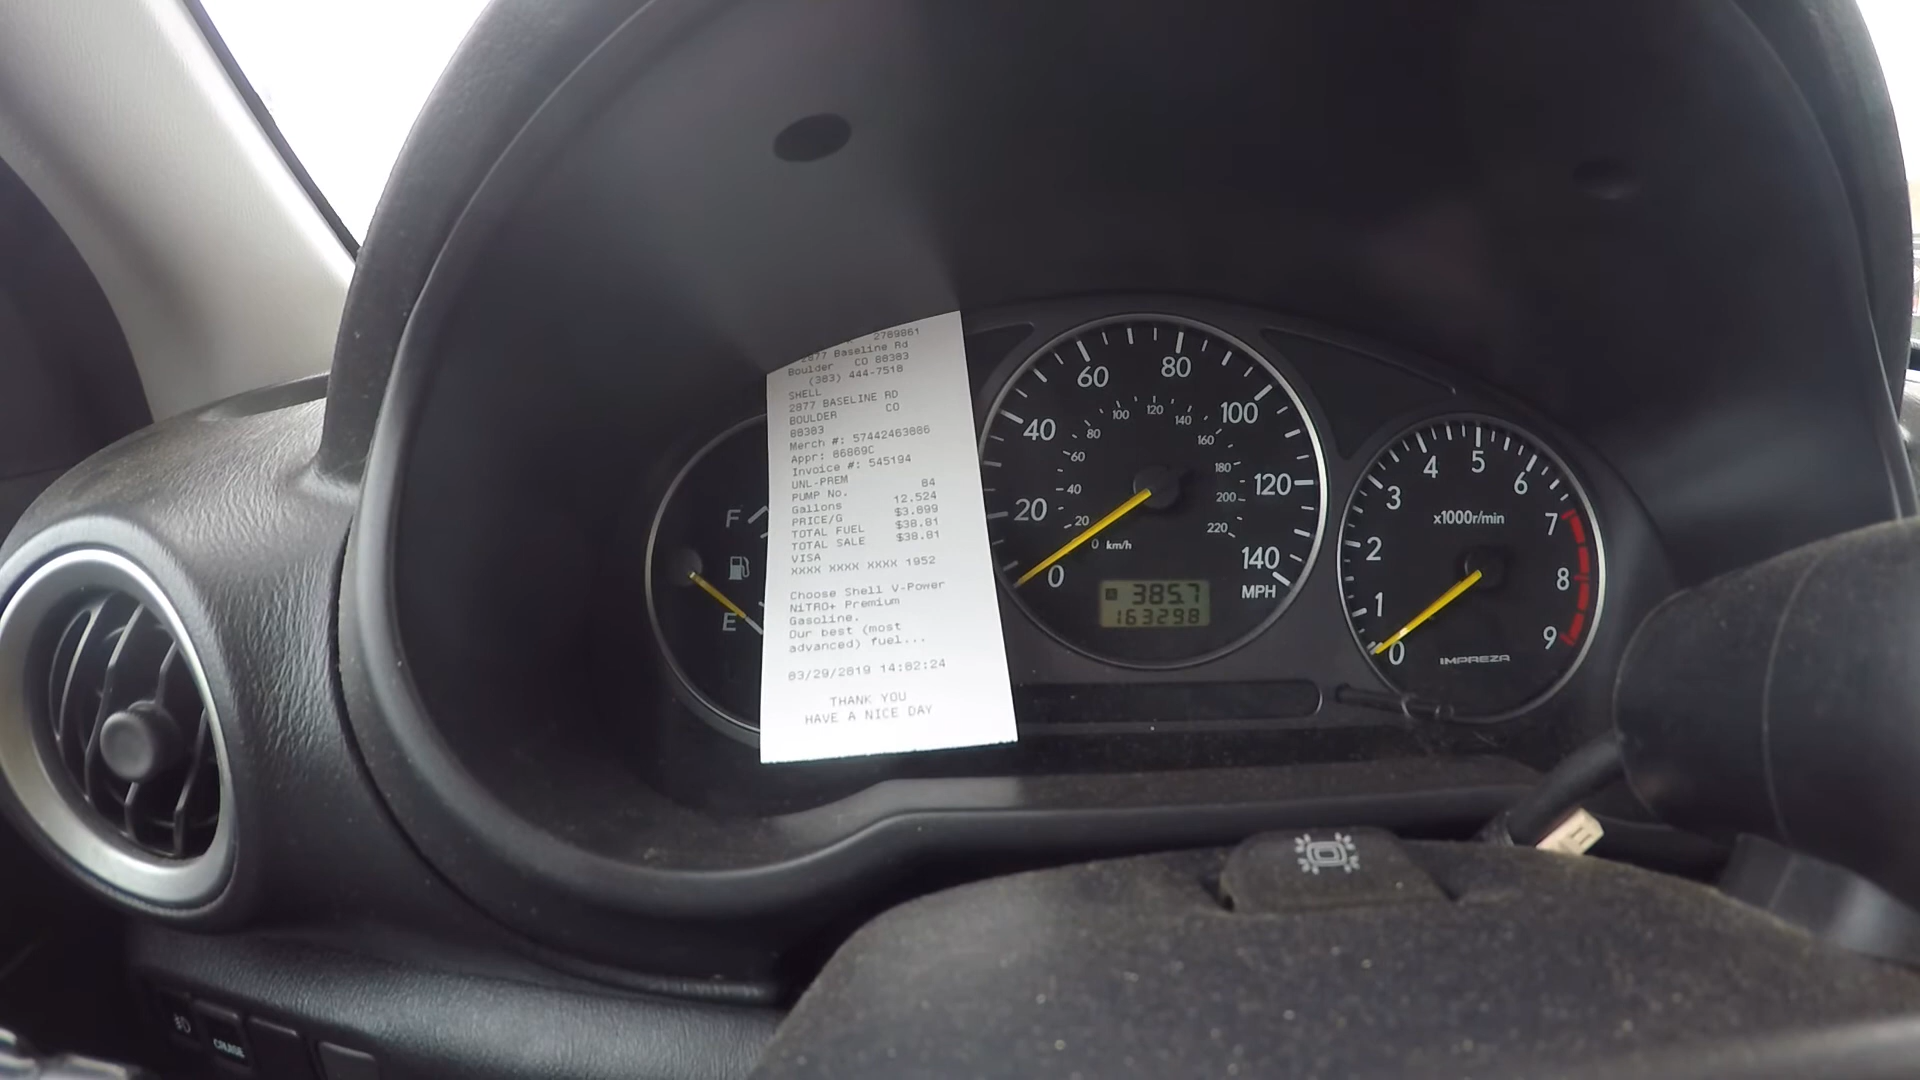 2789861
2877 Baseline Rd
Boulder CO 80303
(303) 444-7518
SHELL
2877 BASELINE RD
BOULDER CO
80303
Merch #: 57442463886
Appr: 86869C
Invoice #: 545194
UNL-PREM
PUMP No. 04
Gallons 12.524
PRICE/G $3.099
TOTAL FUEL $38.81
TOTAL SALE $38.81
VISA
XXXX XXXX XXXX 1952
Choose Shell V-Power
NiTRO+ Premium
Gasoline.
Our best (most
advanced) fuel...
03/29/2019 14:02:24
THANK YOU
HAVE A NICE DAY
F
E
0
20
40
60
80
100
120
140
MPH
0
20
40
60
80
100
120
140
160
180
200
220
km/h
A 385.7
163298
0
1
2
3
4
5
6
7
8
9
x1000r/min
IMPREZA
CRUISE